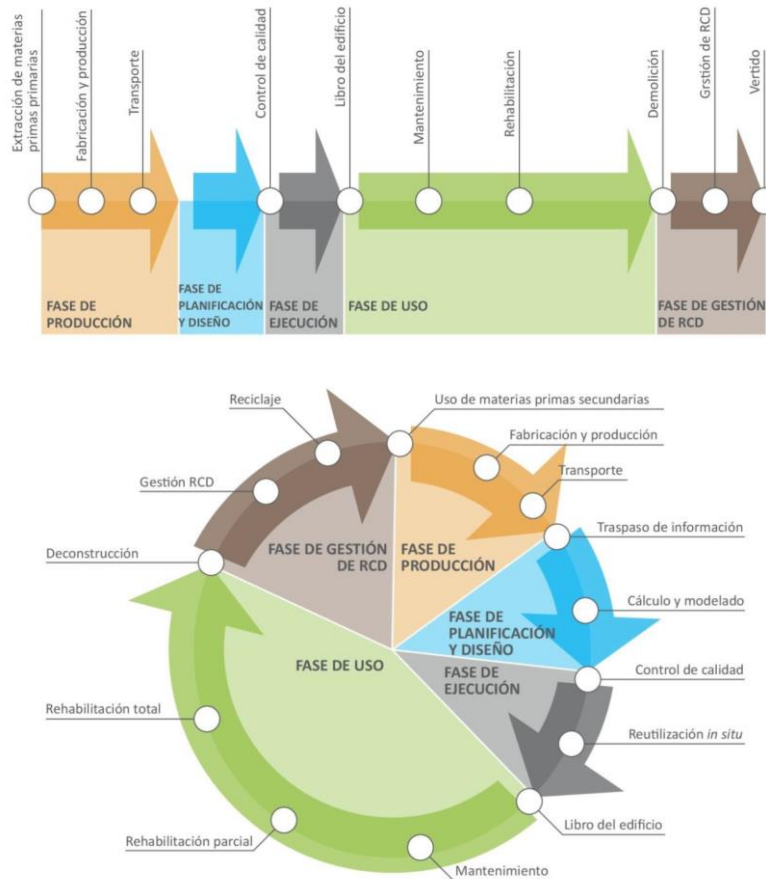 Extracción de materias
primas primarias
Fabricación y producción
Transporte
Control de calidad
Libro del edificio
Mantenimiento
Rehabilitación
Demolición
Grstión de RCD
Vertido
FASE DE
PRODUCCIÓN
FASE DE
PLANIFICACIÓN
Y DISEÑO
FASE DE
EJECUCIÓN
FASE DE USO
FASE DE GESTIÓN
DE RCD
Reciclaje
Uso de materias primas secundarias
Fabricación y producción
Gestión RCD
Transporte
Traspaso de información
Deconstrucción
FASE DE GESTIÓN
DE RCD
FASE DE
PRODUCCIÓN
Cálculo y modelado
FASE DE
PLANIFICACIÓN
Y DISEÑO
FASE DE USO
FASE DE
EJECUCIÓN
Control de calidad
Rehabilitación total
Reutilización in situ
Libro del edificio
Rehabilitación parcial
Mantenimiento